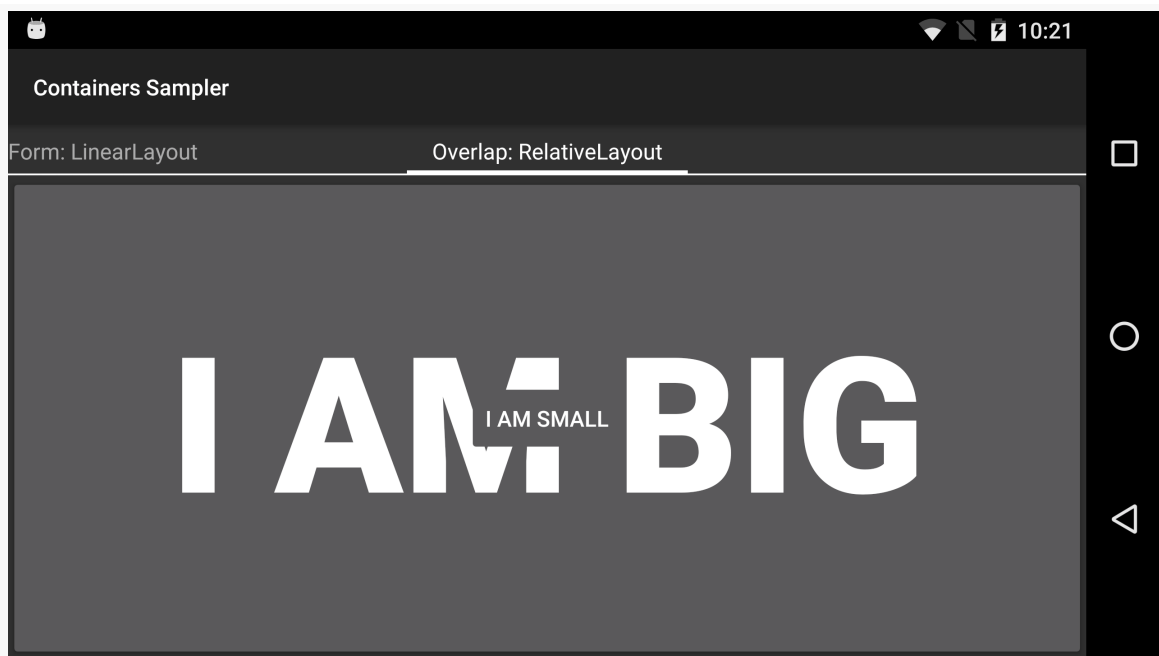 10:21
Containers Sampler
Form: LinearLayout
Overlap: RelativeLayout
I AM BIG
I AM SMALL